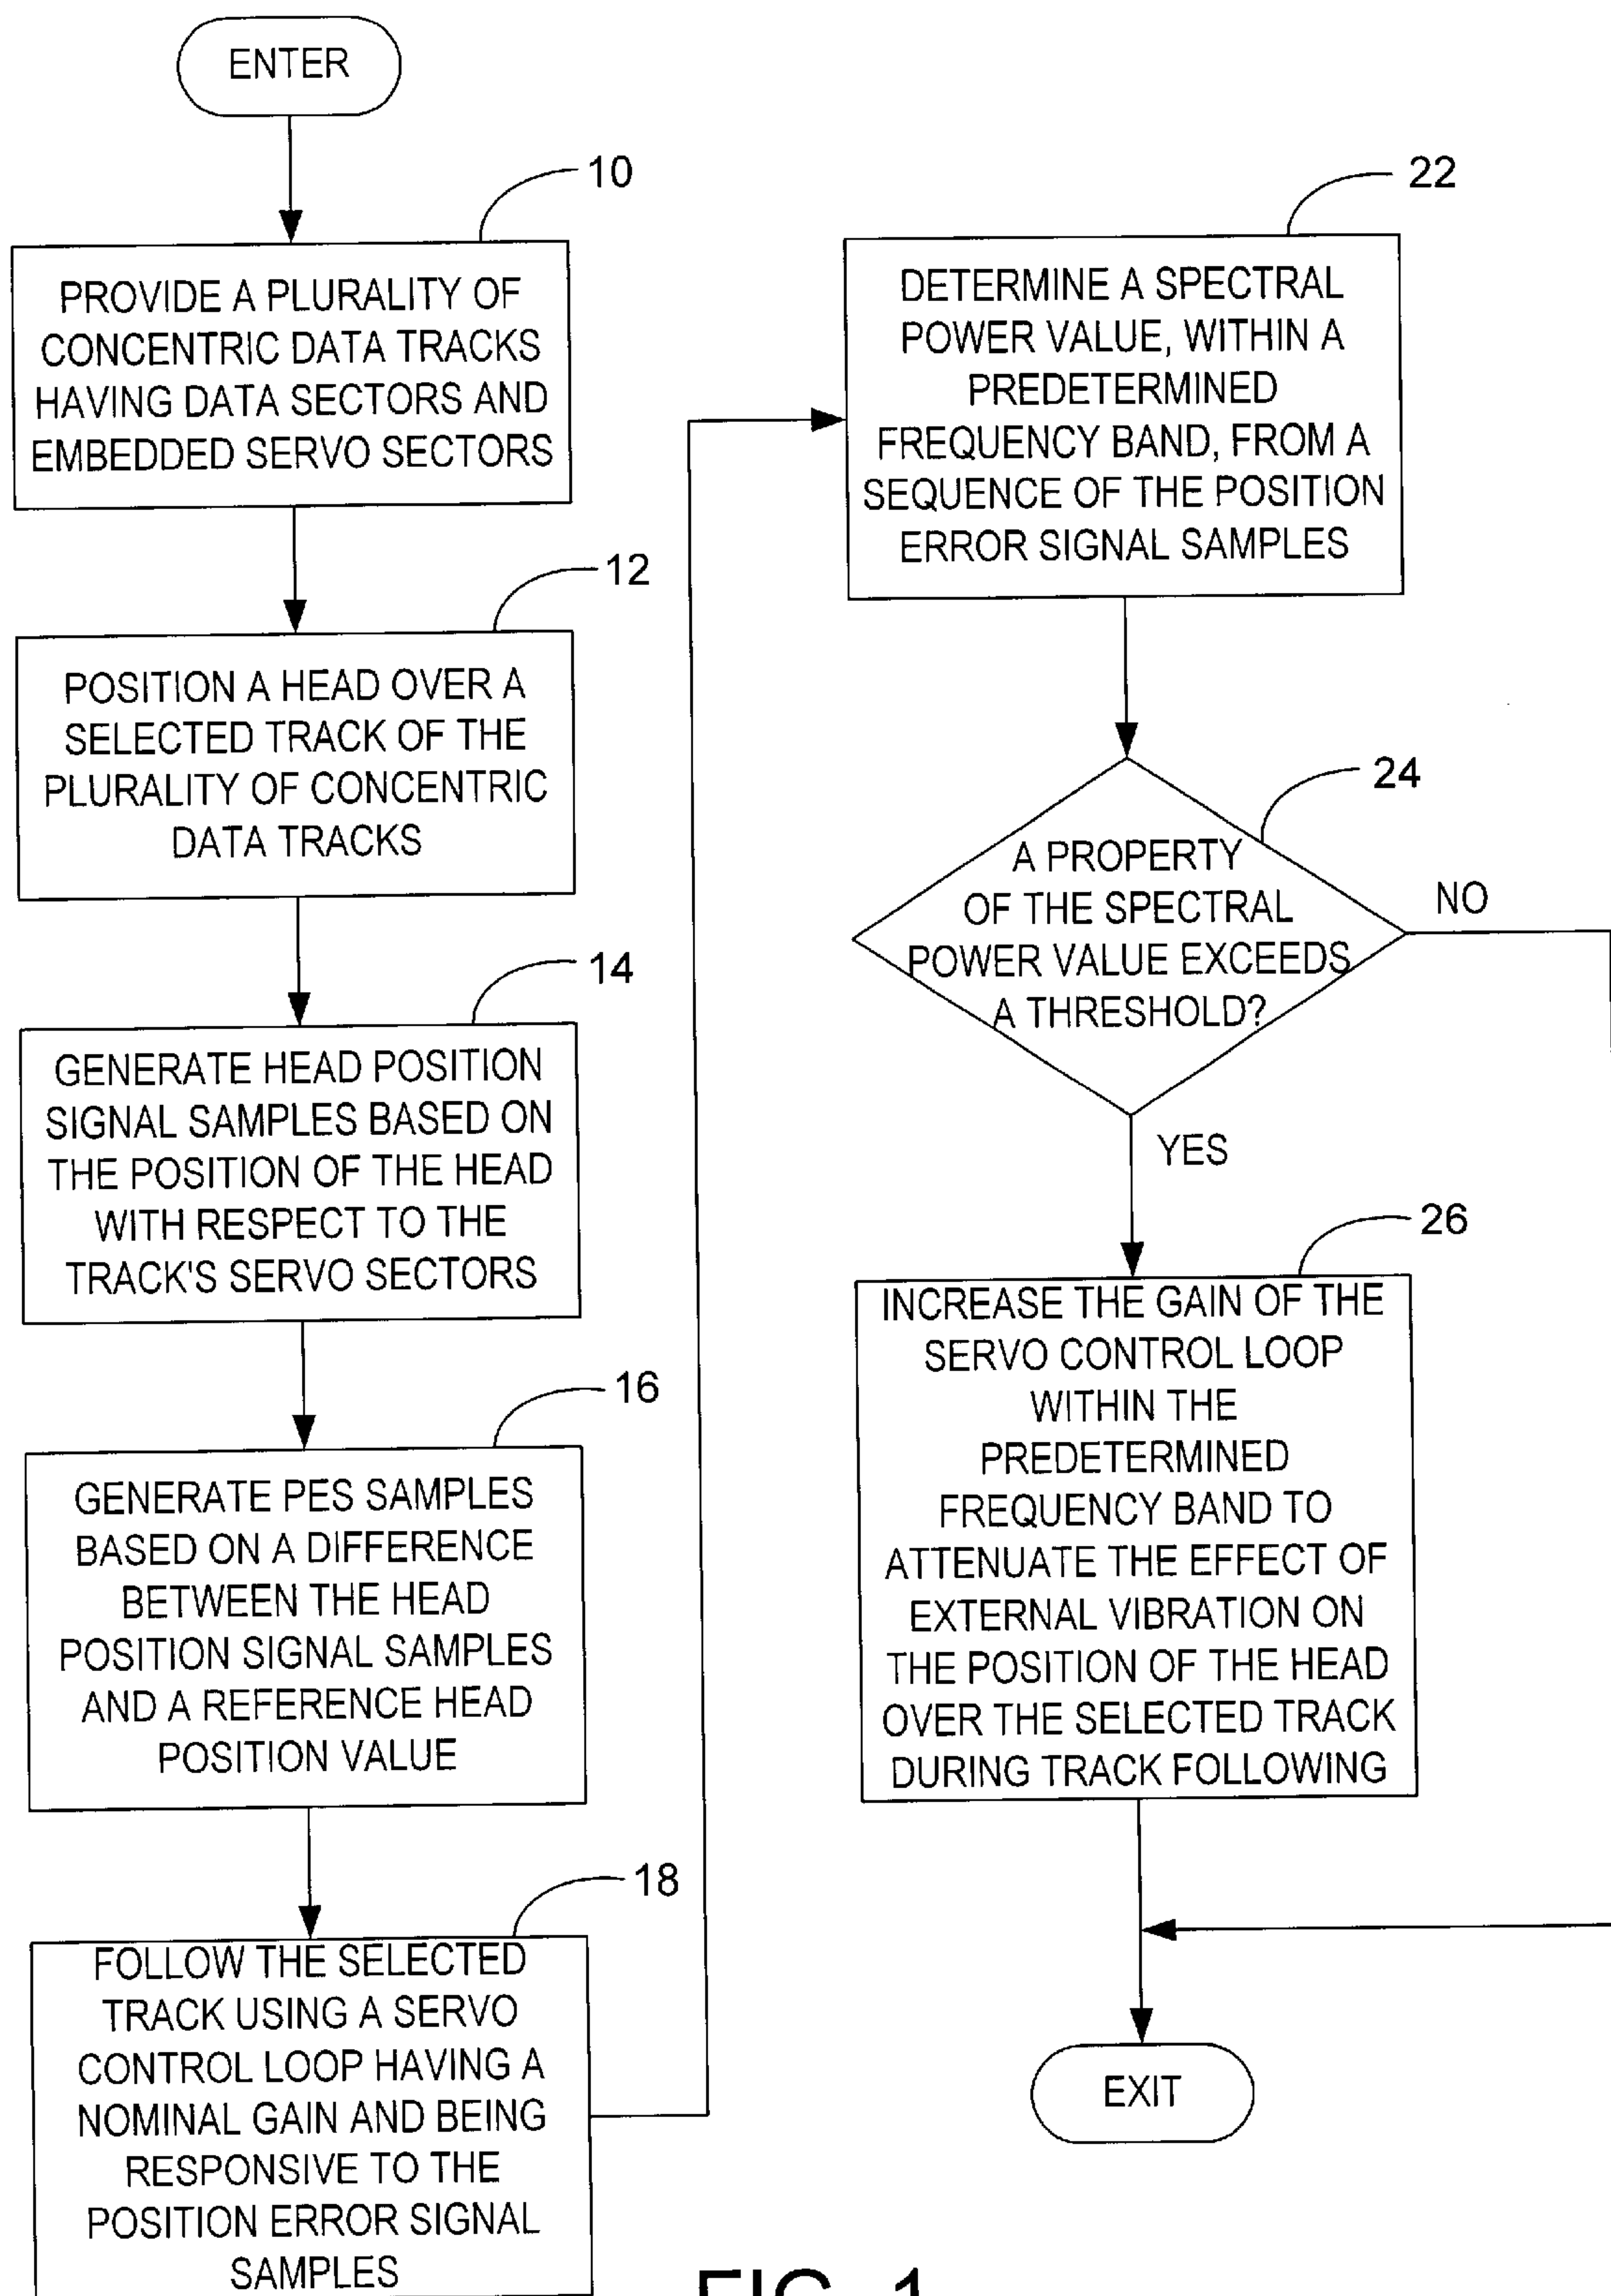 ENTER
10
PROVIDE A PLURALITY OF
CONCENTRIC DATA TRACKS
HAVING DATA SECTORS AND
EMBEDDED SERVO SECTORS
12
POSITION A HEAD OVER A
SELECTED TRACK OF THE
PLURALITY OF CONCENTRIC
DATA TRACKS
14
GENERATE HEAD POSITION
SIGNAL SAMPLES BASED ON
THE POSITION OF THE HEAD
WITH RESPECT TO THE
TRACK'S SERVO SECTORS
16
GENERATE PES SAMPLES
BASED ON A DIFFERENCE
BETWEEN THE HEAD
POSITION SIGNAL SAMPLES
AND A REFERENCE HEAD
POSITION VALUE
18
FOLLOW THE SELECTED
TRACK USING A SERVO
CONTROL LOOP HAVING A
NOMINAL GAIN AND BEING
RESPONSIVE TO THE
POSITION ERROR SIGNAL
SAMPLES
22
DETERMINE A SPECTRAL
POWER VALUE, WITHIN A
PREDETERMINED
FREQUENCY BAND, FROM A
SEQUENCE OF THE POSITION
ERROR SIGNAL SAMPLES
24
A PROPERTY
OF THE SPECTRAL
POWER VALUE EXCEEDS
A THRESHOLD?
NO
YES
26
INCREASE THE GAIN OF THE
SERVO CONTROL LOOP
WITHIN THE
PREDETERMINED
FREQUENCY BAND TO
ATTENUATE THE EFFECT OF
EXTERNAL VIBRATION ON
THE POSITION OF THE HEAD
OVER THE SELECTED TRACK
DURING TRACK FOLLOWING
EXIT
FIG. 1